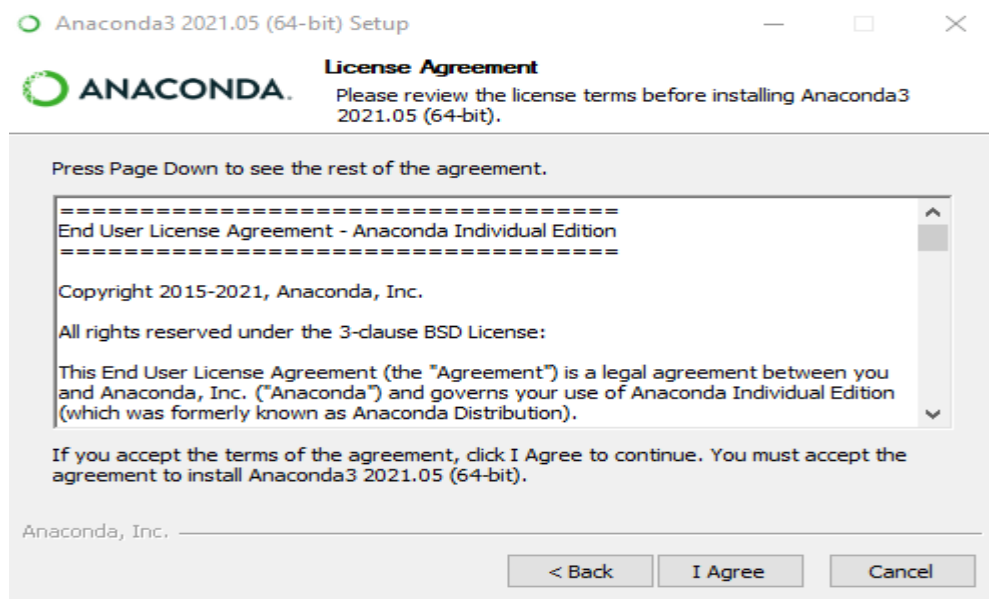 Anaconda3 2021.05 (64-bit) Setup
ANACONDA.
License Agreement
Please review the license terms before installing Anaconda3
2021.05 (64-bit).
Press Page Down to see the rest of the agreement.
===================================
End User License Agreement - Anaconda Individual Edition
===================================
Copyright 2015-2021, Anaconda, Inc.
All rights reserved under the 3-clause BSD License:
This End User License Agreement (the "Agreement") is a legal agreement between you
and Anaconda, Inc. ("Anaconda") and governs your use of Anaconda Individual Edition
(which was formerly known as Anaconda Distribution).
If you accept the terms of the agreement, click I Agree to continue. You must accept the
agreement to install Anaconda3 2021.05 (64-bit).
Anaconda, Inc.
< Back
I Agree
Cancel